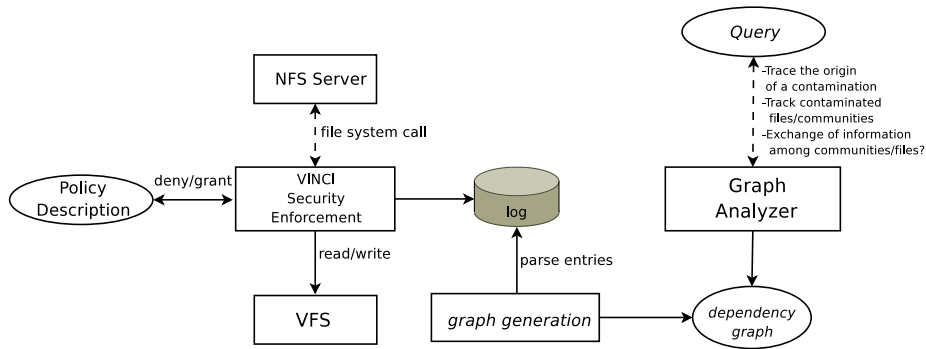 Query
-Trace the origin
of a contamination
-Track contaminated
files/communities
-Exchange of information
among communities/files?
NFS Server
file system call
Policy
Description
deny/grant
VINCI
Security
Enforcement
log
Graph
Analyzer
read/write
parse entries
VFS
graph generation
dependency
graph